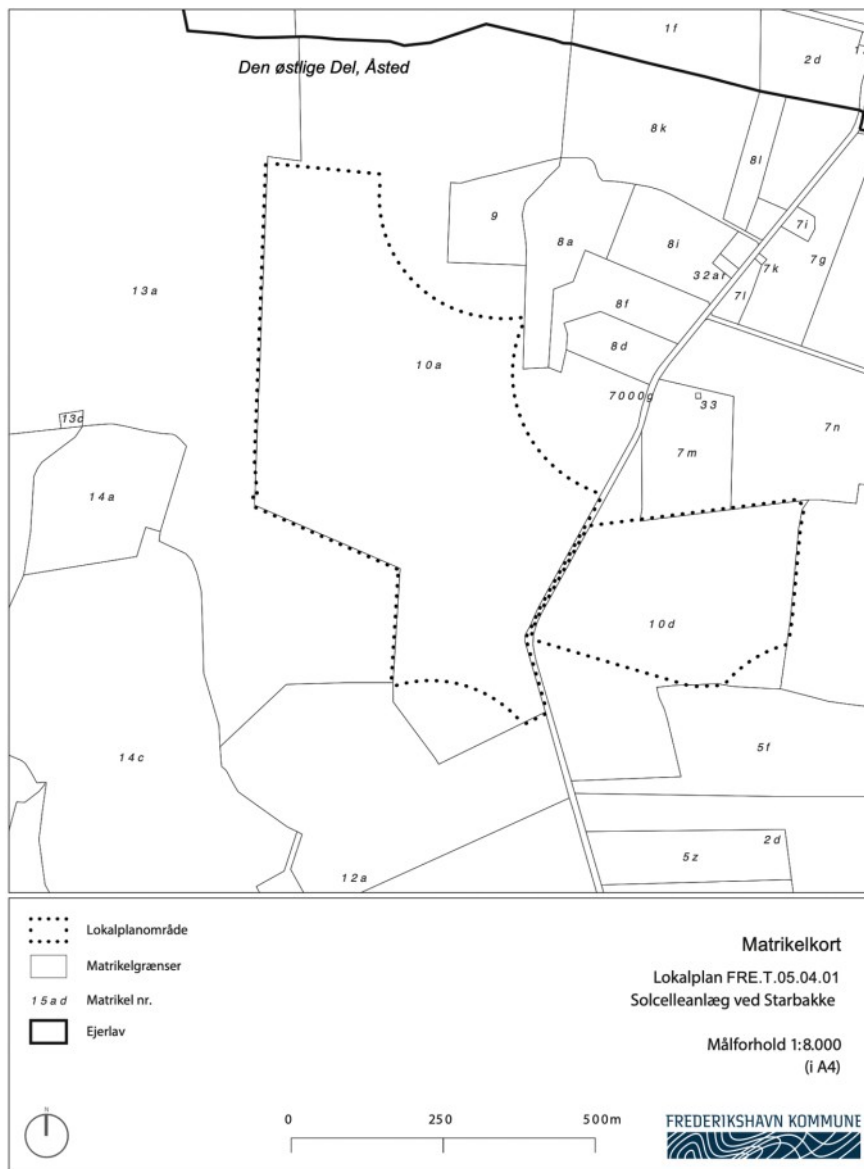 1f
2d
Den østlige Del, Åsted
8k
8l
9
8a
8i
7i
7g
7k
32ar
7l
13a
8f
8d
10a
7000g
33
7n
13c
7m
14a
10d
14c
5f
2d
5z
12a
Lokalplanområde
Matrikelgrænser
15ad Matrikel nr.
Ejerlav
Matrikelkort
Lokalplan FRE.T.05.04.01
Solcelleanlæg ved Starbakke
Målforhold 1:8.000
(i A4)
N
0 250 500m
FREDERIKSHAVN KOMMUNE